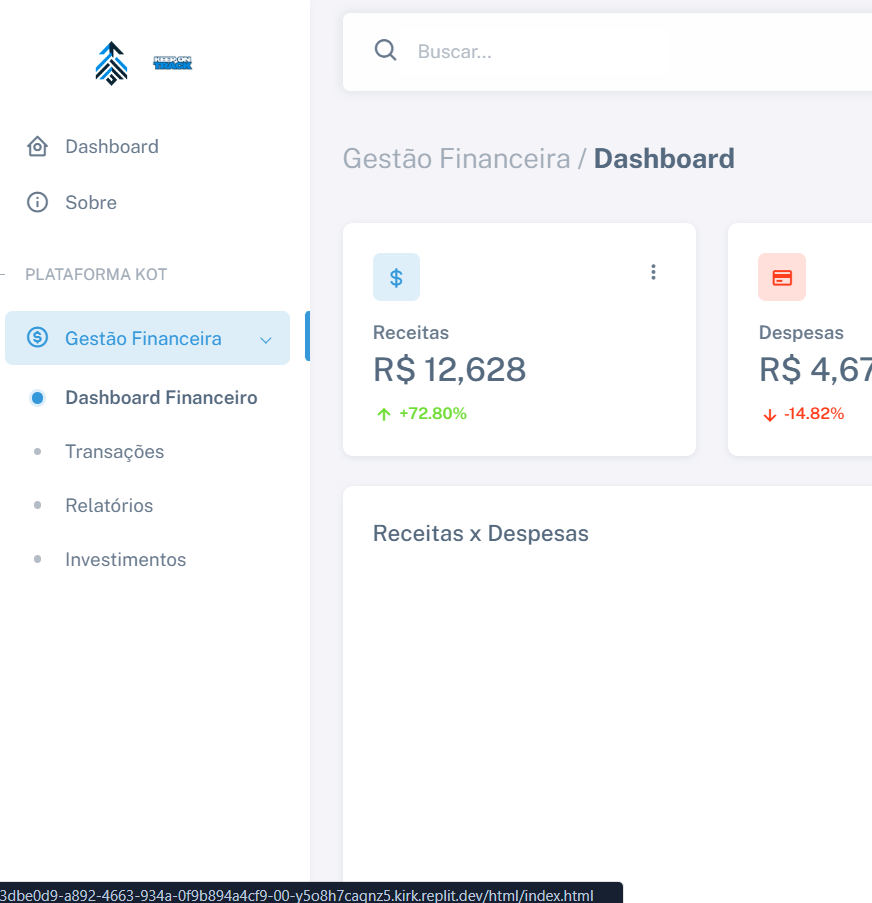 KEEP ON
TRACK
Buscar...
Dashboard
Sobre
PLATAFORMA KOT
Gestão Financeira
Dashboard Financeiro
Transações
Relatórios
Investimentos
Gestão Financeira / Dashboard
$
Receitas
R$ 12,628
+72.80%
Despesas
R$ 4,67
-14.82%
Receitas x Despesas
3dbe0d9-a892-4663-934a-0f9b894a4cf9-00-y5o8h7caqnz5.kirk.replit.dev/html/index.html